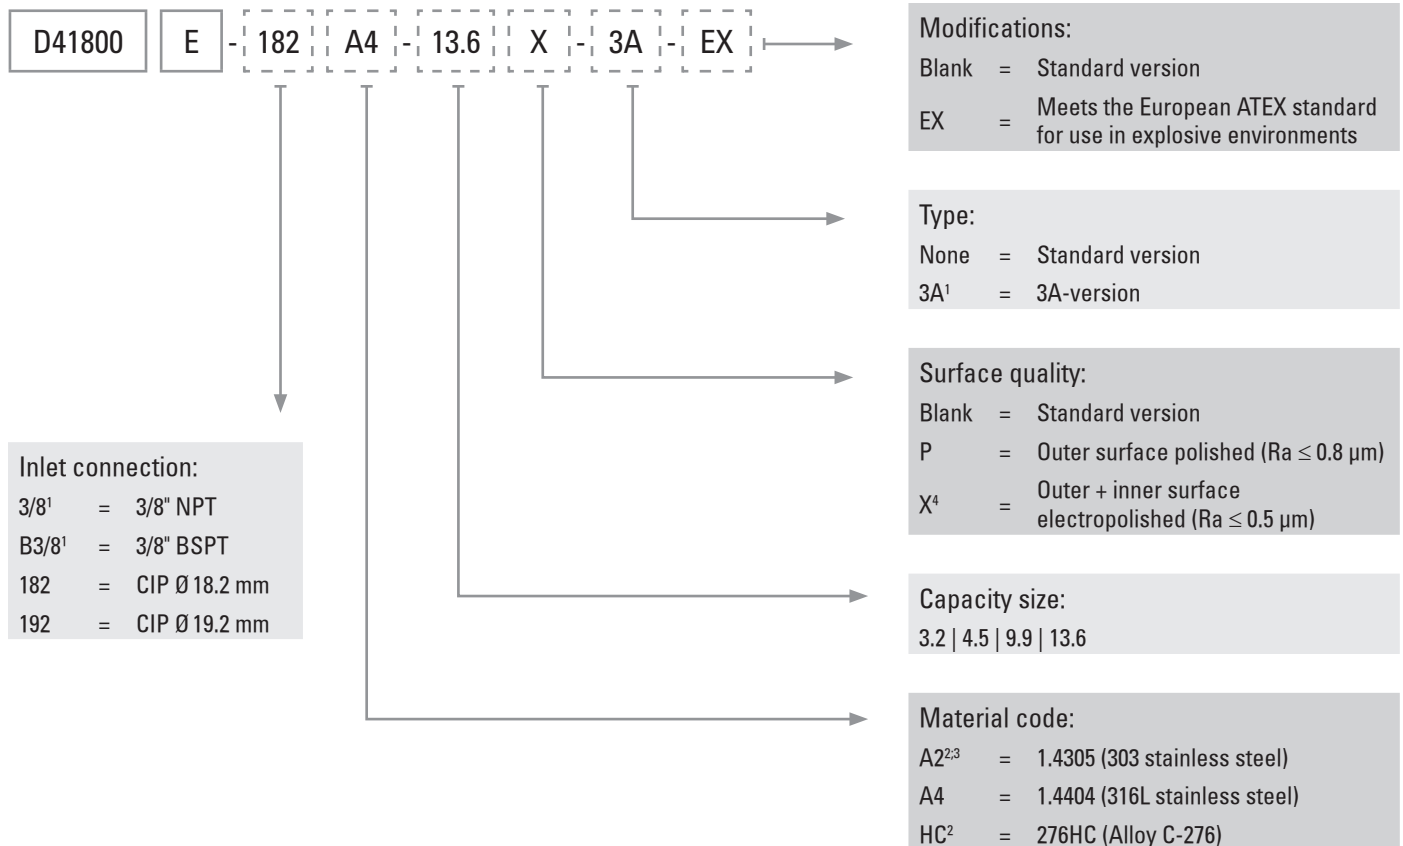 D41800 E - 182 A4 - 13.6 X - 3A - EX
Modifications:
Blank = Standard version
EX = Meets the European ATEX standard
for use in explosive environments
Type:
None = Standard version
3A¹ = 3A-version
Surface quality:
Blank = Standard version
P = Outer surface polished (Ra ≤ 0.8 µm)
X⁴ = Outer + inner surface
electropolished (Ra ≤ 0.5 µm)
Inlet connection:
3/8¹ = 3/8" NPT
B3/8¹ = 3/8" BSPT
182 = CIP Ø 18.2 mm
192 = CIP Ø 19.2 mm
Capacity size:
3.2 | 4.5 | 9.9 | 13.6
Material code:
A2²;³ = 1.4305 (303 stainless steel)
A4 = 1.4404 (316L stainless steel)
HC² = 276HC (Alloy C-276)